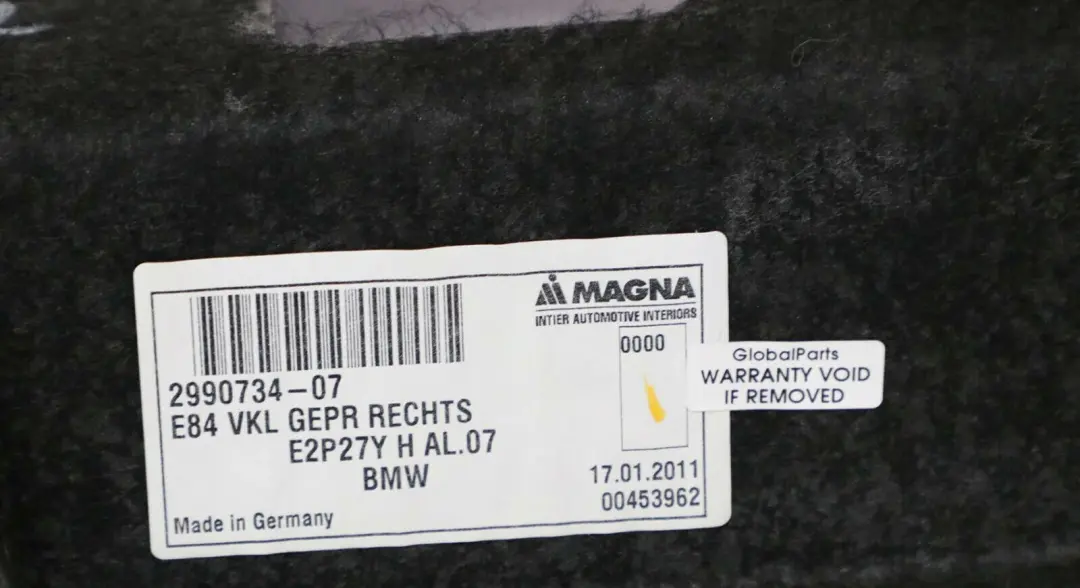 MAGNA
INTIER AUTOMOTIVE INTERIORS
0000
2990734-07
E84 VKL GEPR RECHTS
E2P27Y H AL.07
BMW
17.01.2011
00453962
Made in Germany
GlobalParts
WARRANTY VOID
IF REMOVED